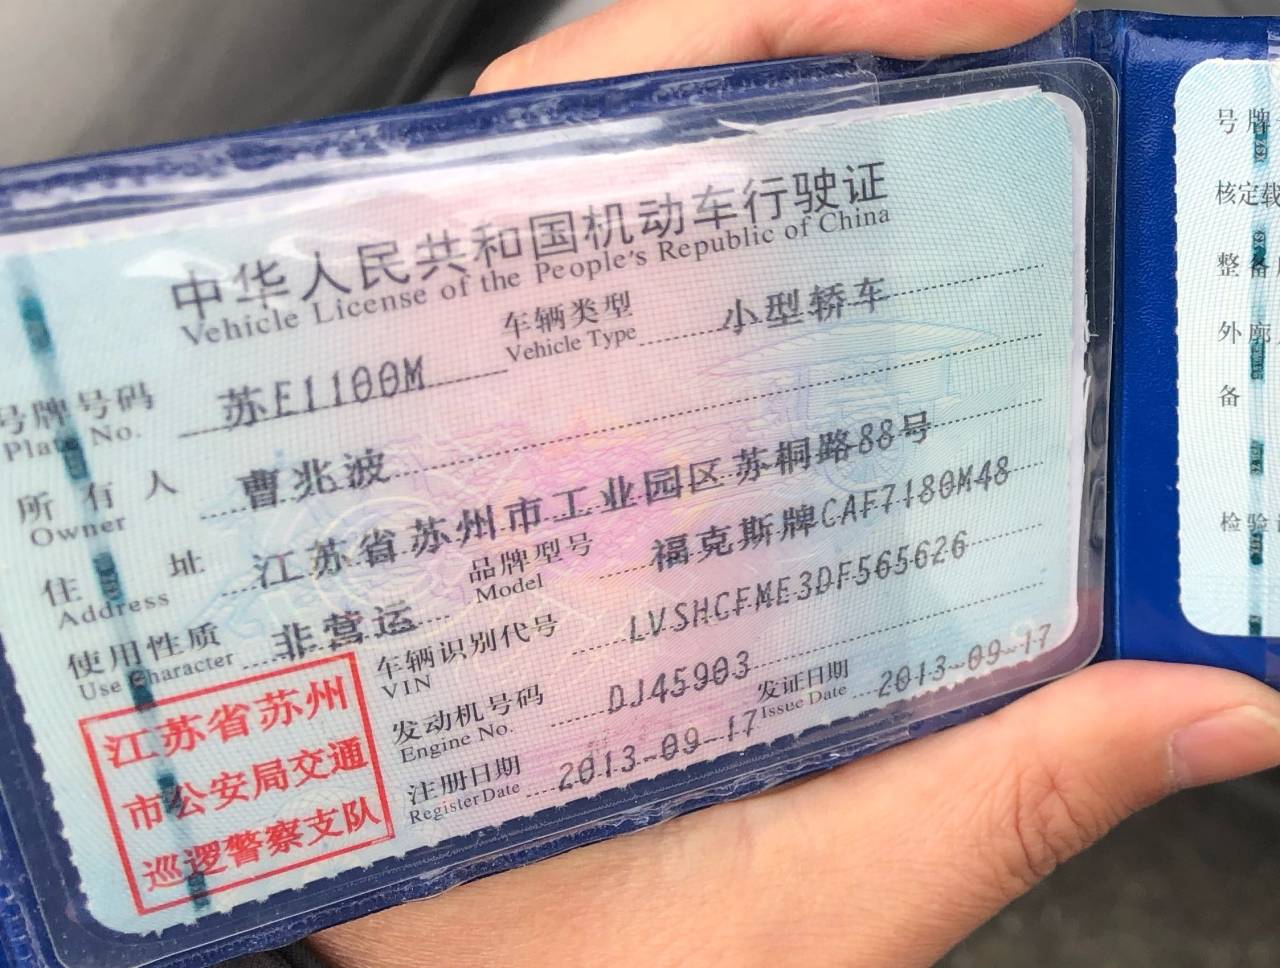 中华人民共和国机动车行驶证
Vehicle License of the People's Republic of China
号牌号码 苏E1100M 车辆类型 小型轿车
Plate No. Vehicle Type
所有人 曹兆波
Owner
住址 江苏省苏州市工业园区苏桐路88号
Address
使用性质 非营运 品牌型号 福克斯牌CAF7180M48
Use Character Model
车辆识别代号 LVSHCFME3DF565626
VIN
发动机号码 DJ45903 发证日期 2013-09-17
Engine No. Issue Date
注册日期 2013-09-17
Register Date
江苏省苏州
市公安局交通
巡逻警察支队
号牌
核定载
整备
外廓
备
检验